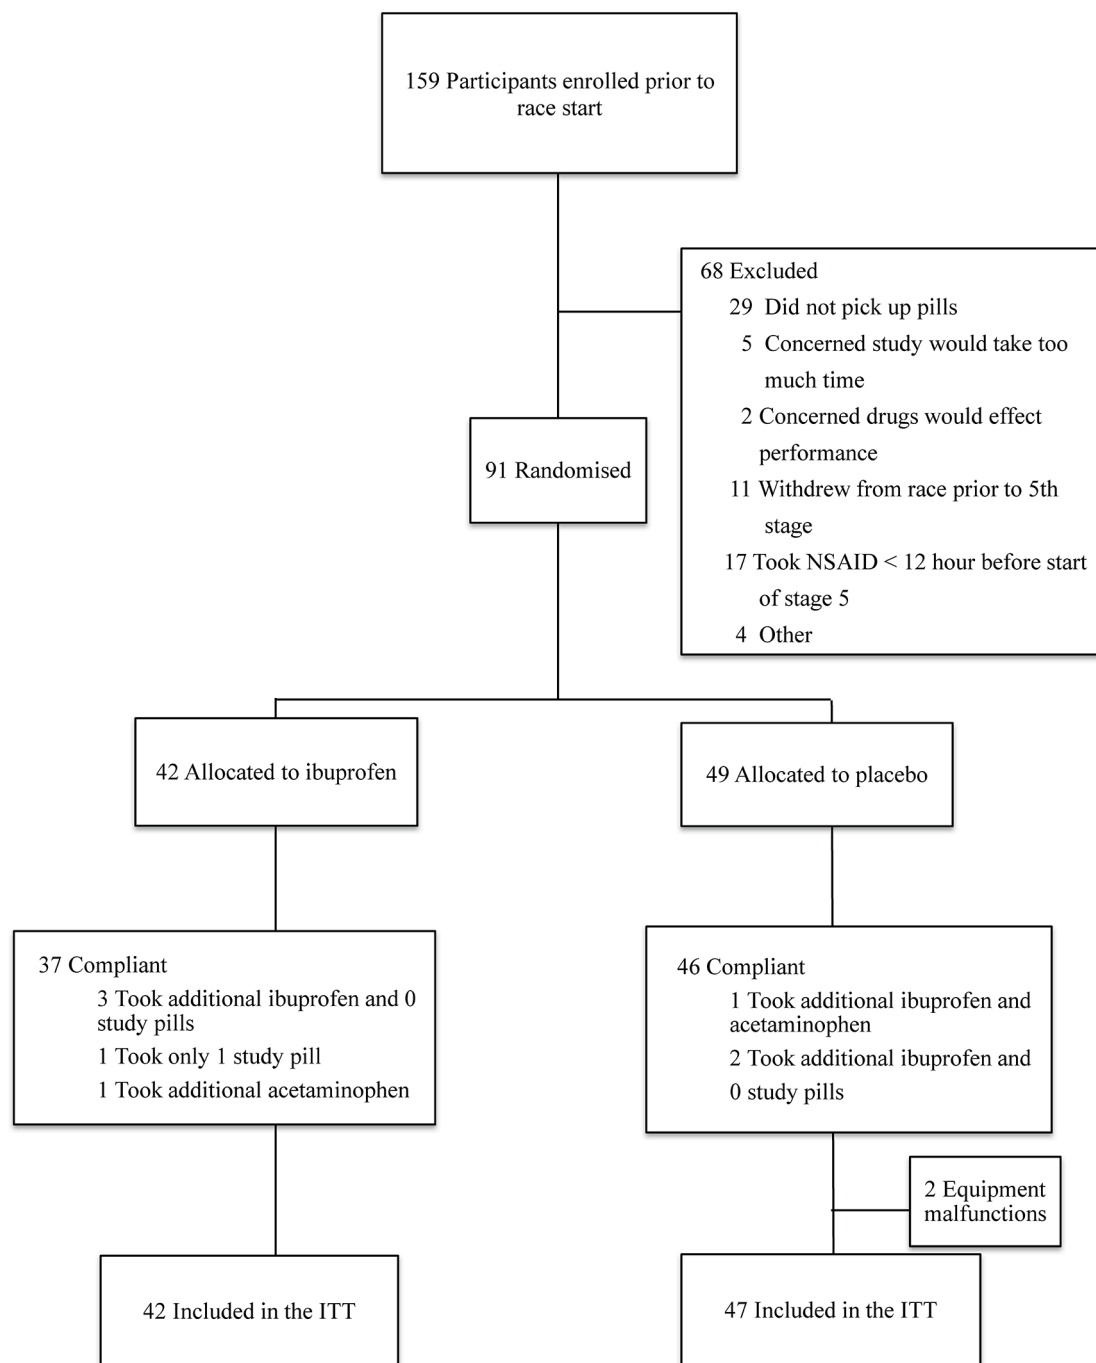 159 Participants enrolled prior to
race start
68 Excluded
29 Did not pick up pills
5 Concerned study would take too
much time
2 Concerned drugs would effect
performance
11 Withdrew from race prior to 5th
stage
17 Took NSAID < 12 hour before start
of stage 5
4 Other
91 Randomised
42 Allocated to ibuprofen
49 Allocated to placebo
37 Compliant
3 Took additional ibuprofen and 0
study pills
1 Took only 1 study pill
1 Took additional acetaminophen
46 Compliant
1 Took additional ibuprofen and
acetaminophen
2 Took additional ibuprofen and
0 study pills
2 Equipment
malfunctions
42 Included in the ITT
47 Included in the ITT